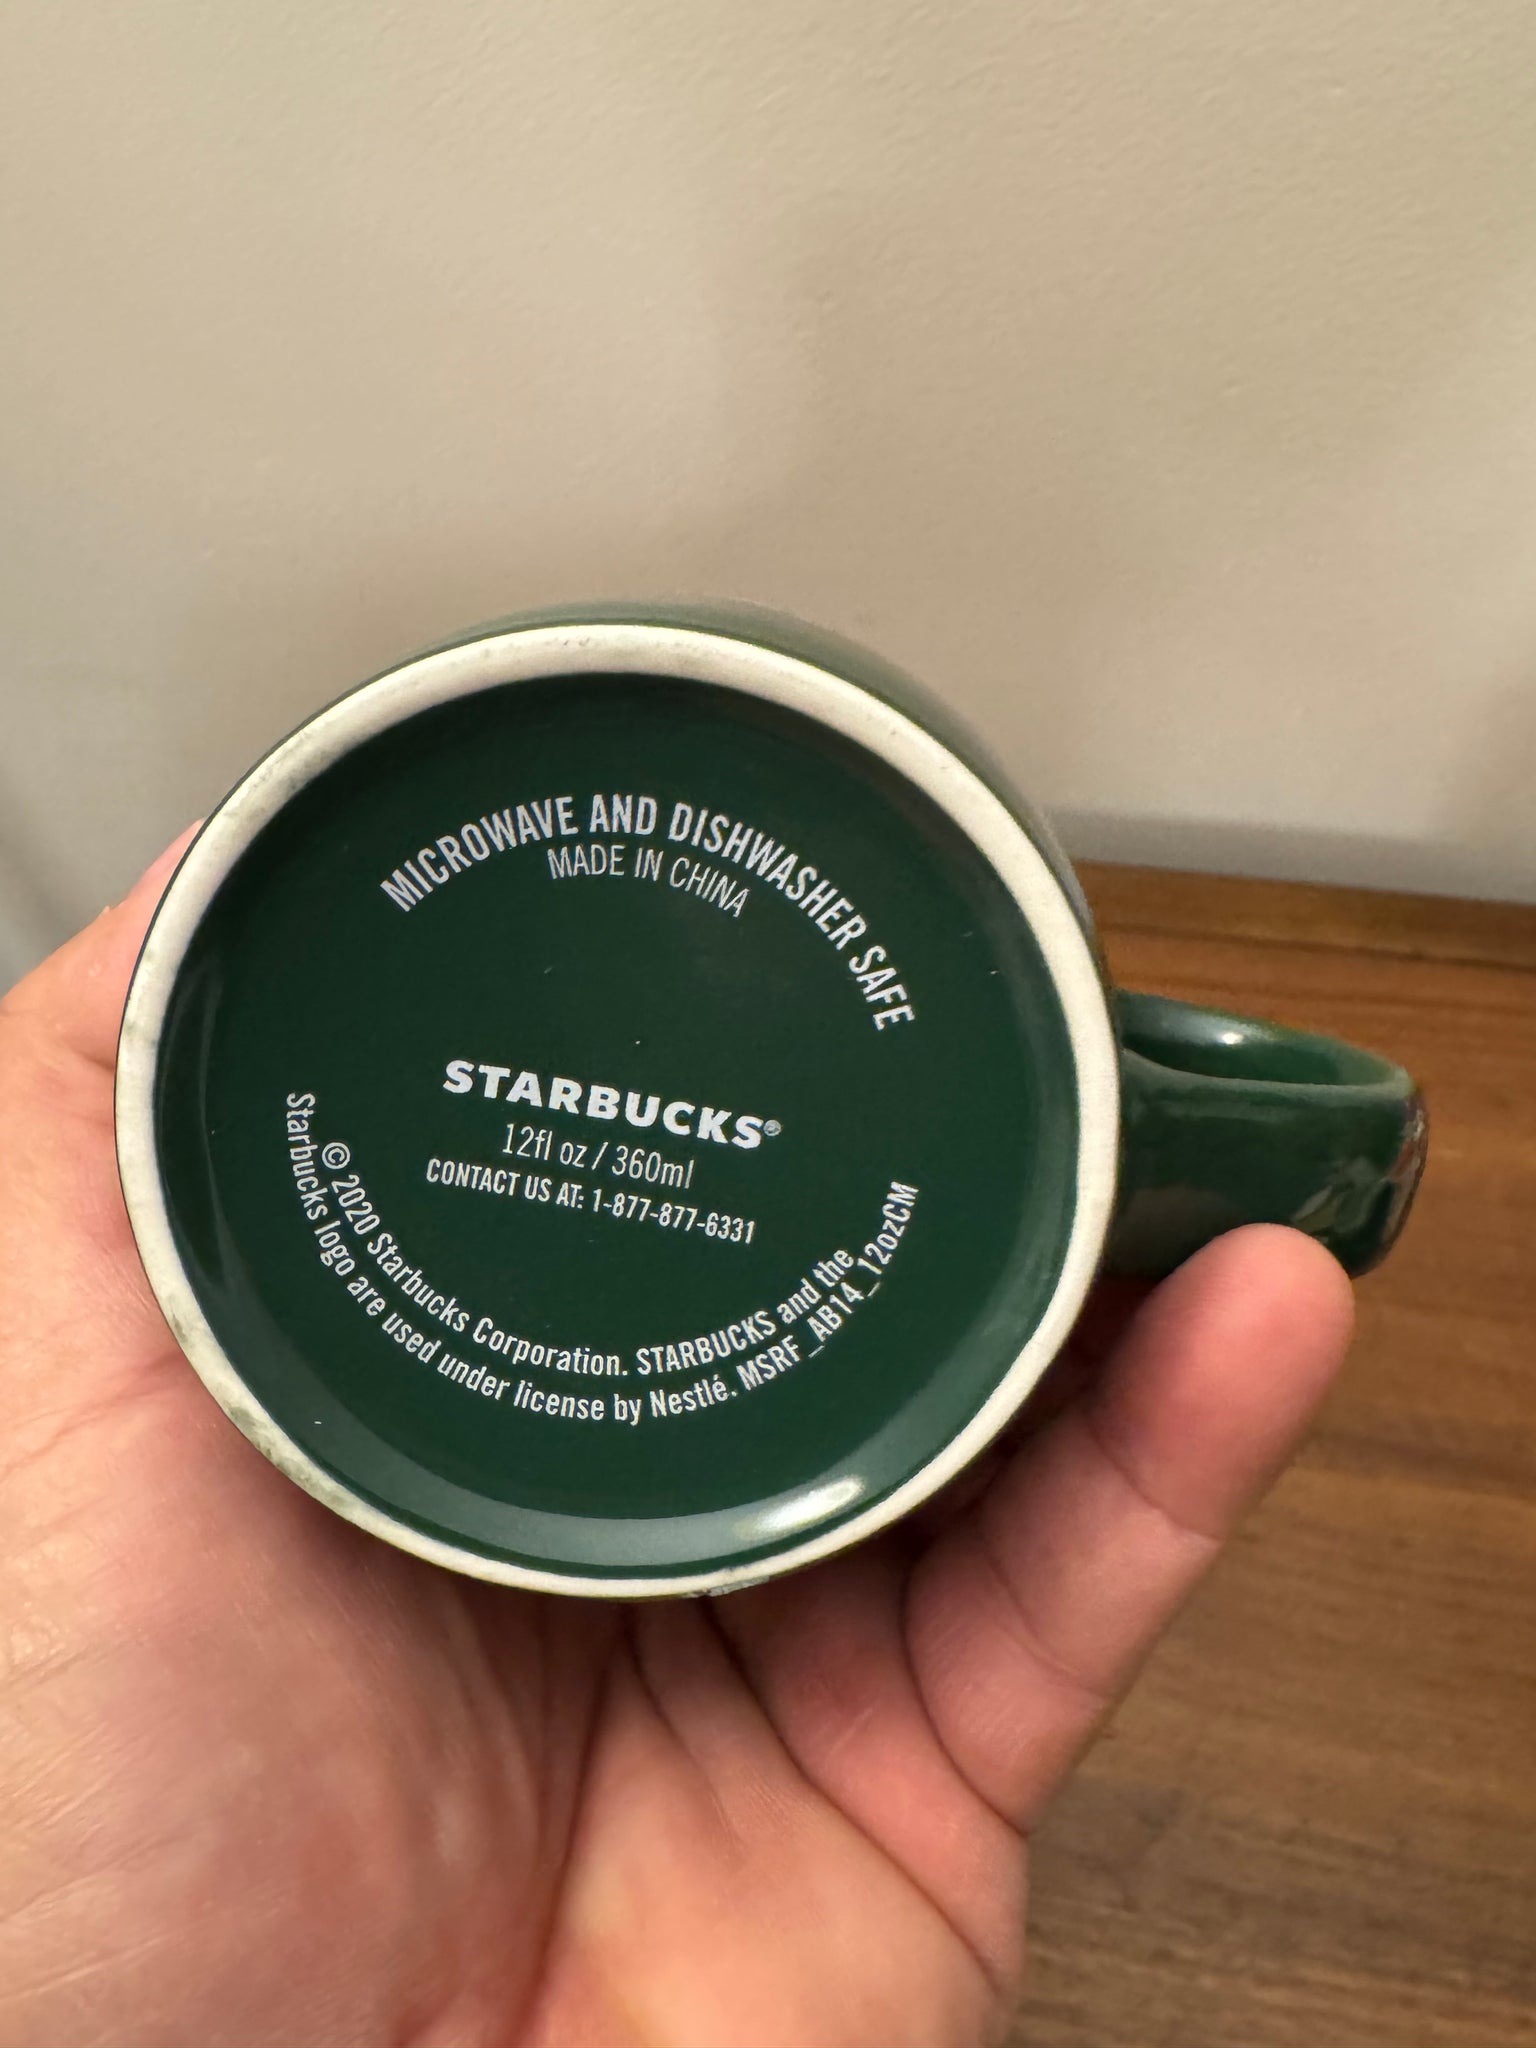 MICROWAVE AND DISHWASHER SAFE
MADE IN CHINA
STARBUCKS®
12fl oz / 360ml
CONTACT US AT: 1-877-877-6331
© 2020 Starbucks Corporation. STARBUCKS and the
Starbucks logo are used under license by Nestlé. MSRF_AB14_12ozCM